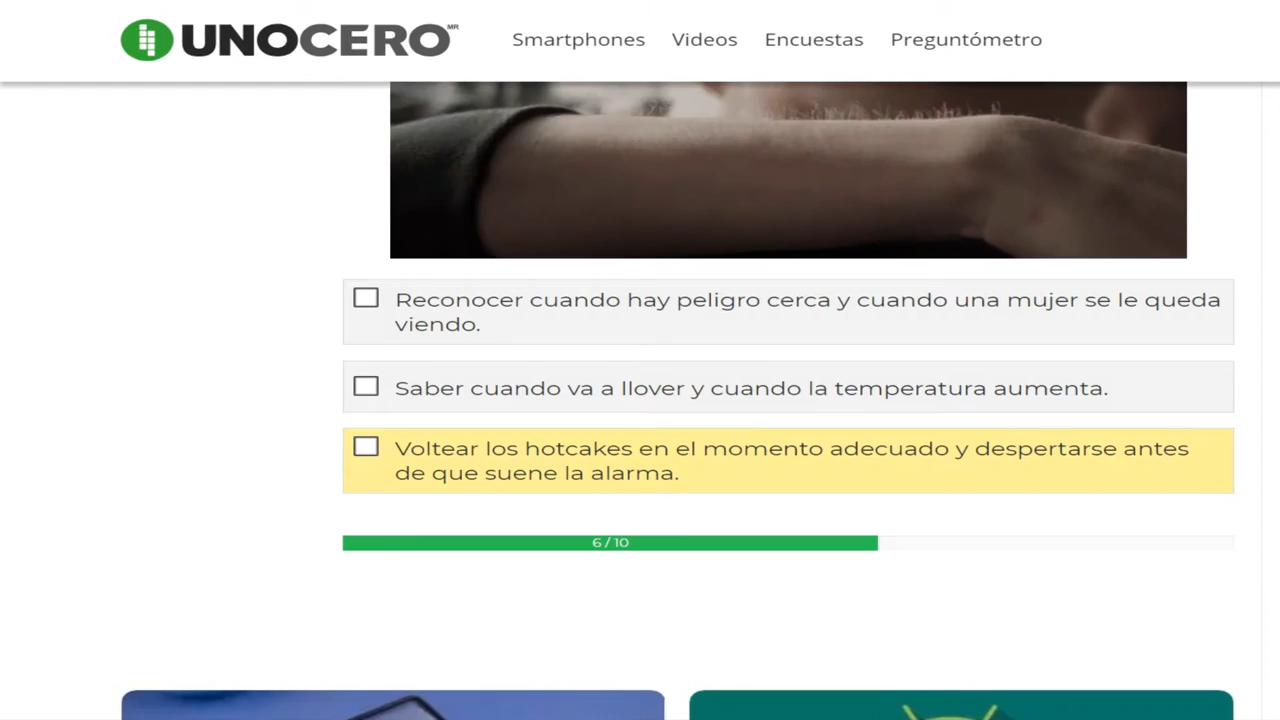 UNOCERO MR
Smartphones Videos Encuestas Preguntómetro
Reconocer cuando hay peligro cerca y cuando una mujer se le queda
viendo.
Saber cuando va a llover y cuando la temperatura aumenta.
Voltear los hotcakes en el momento adecuado y despertarse antes
de que suene la alarma.
6 / 10